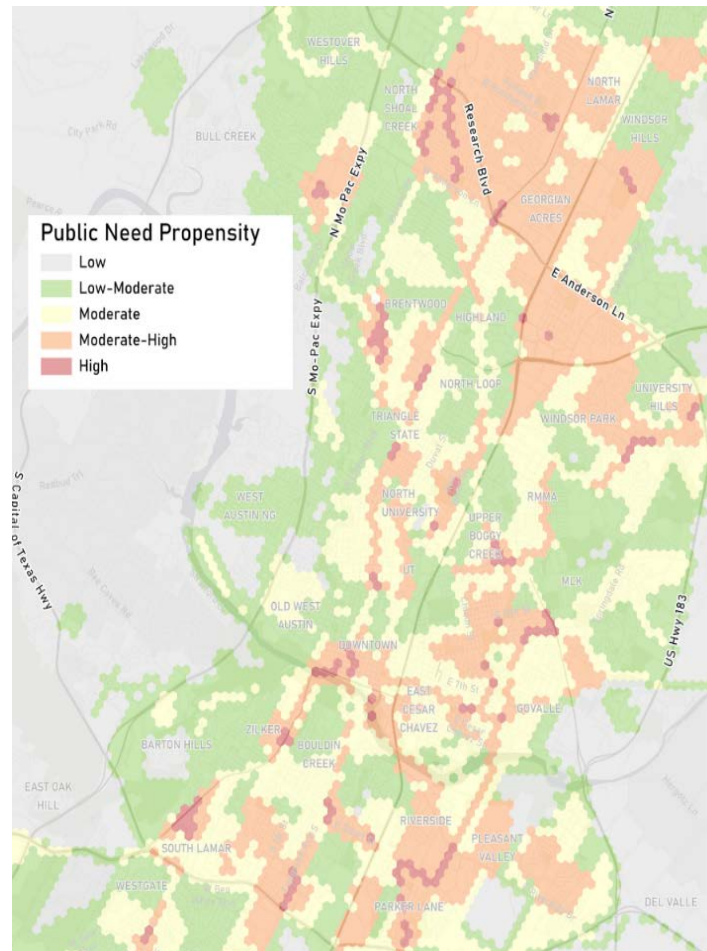 WESTOVER
HILLS
N
City Park Rd
BULL CREEK
NORTH
SHOAL
CREEK
NORTH
LAMAR
WINDSOR
HILLS
Research Blvd
N Mo Pac Expy
GEORGIAN
ACRES
Public Need Propensity
Low
Low-Moderate
Moderate
Moderate-High
High
E Anderson Ln
BRENTWOOD
HIGHLAND
S Mo-Pac Expy
NORTH LOOP
UNIVERSITY
HILLS
TRIANGLE
STATE
WINDSOR PARK
Duval St
S Capital of Texas Hwy
WEST
AUSTIN NG
NORTH
UNIVERSITY
RMMA
UPPER
BOGGY
CREEK
UT
MLK
OLD WEST
AUSTIN
US Hwy 183
DOWNTOWN
E 7th St
EAST
CESAR
CHAVEZ
GOVALLE
ZILKER
BARTON HILLS
BOULDIN
CREEK
EAST OAK
HILL
RIVERSIDE
PLEASANT
VALLEY
SOUTH LAMAR
WESTGATE
PARKER LANE
DEL VALLE